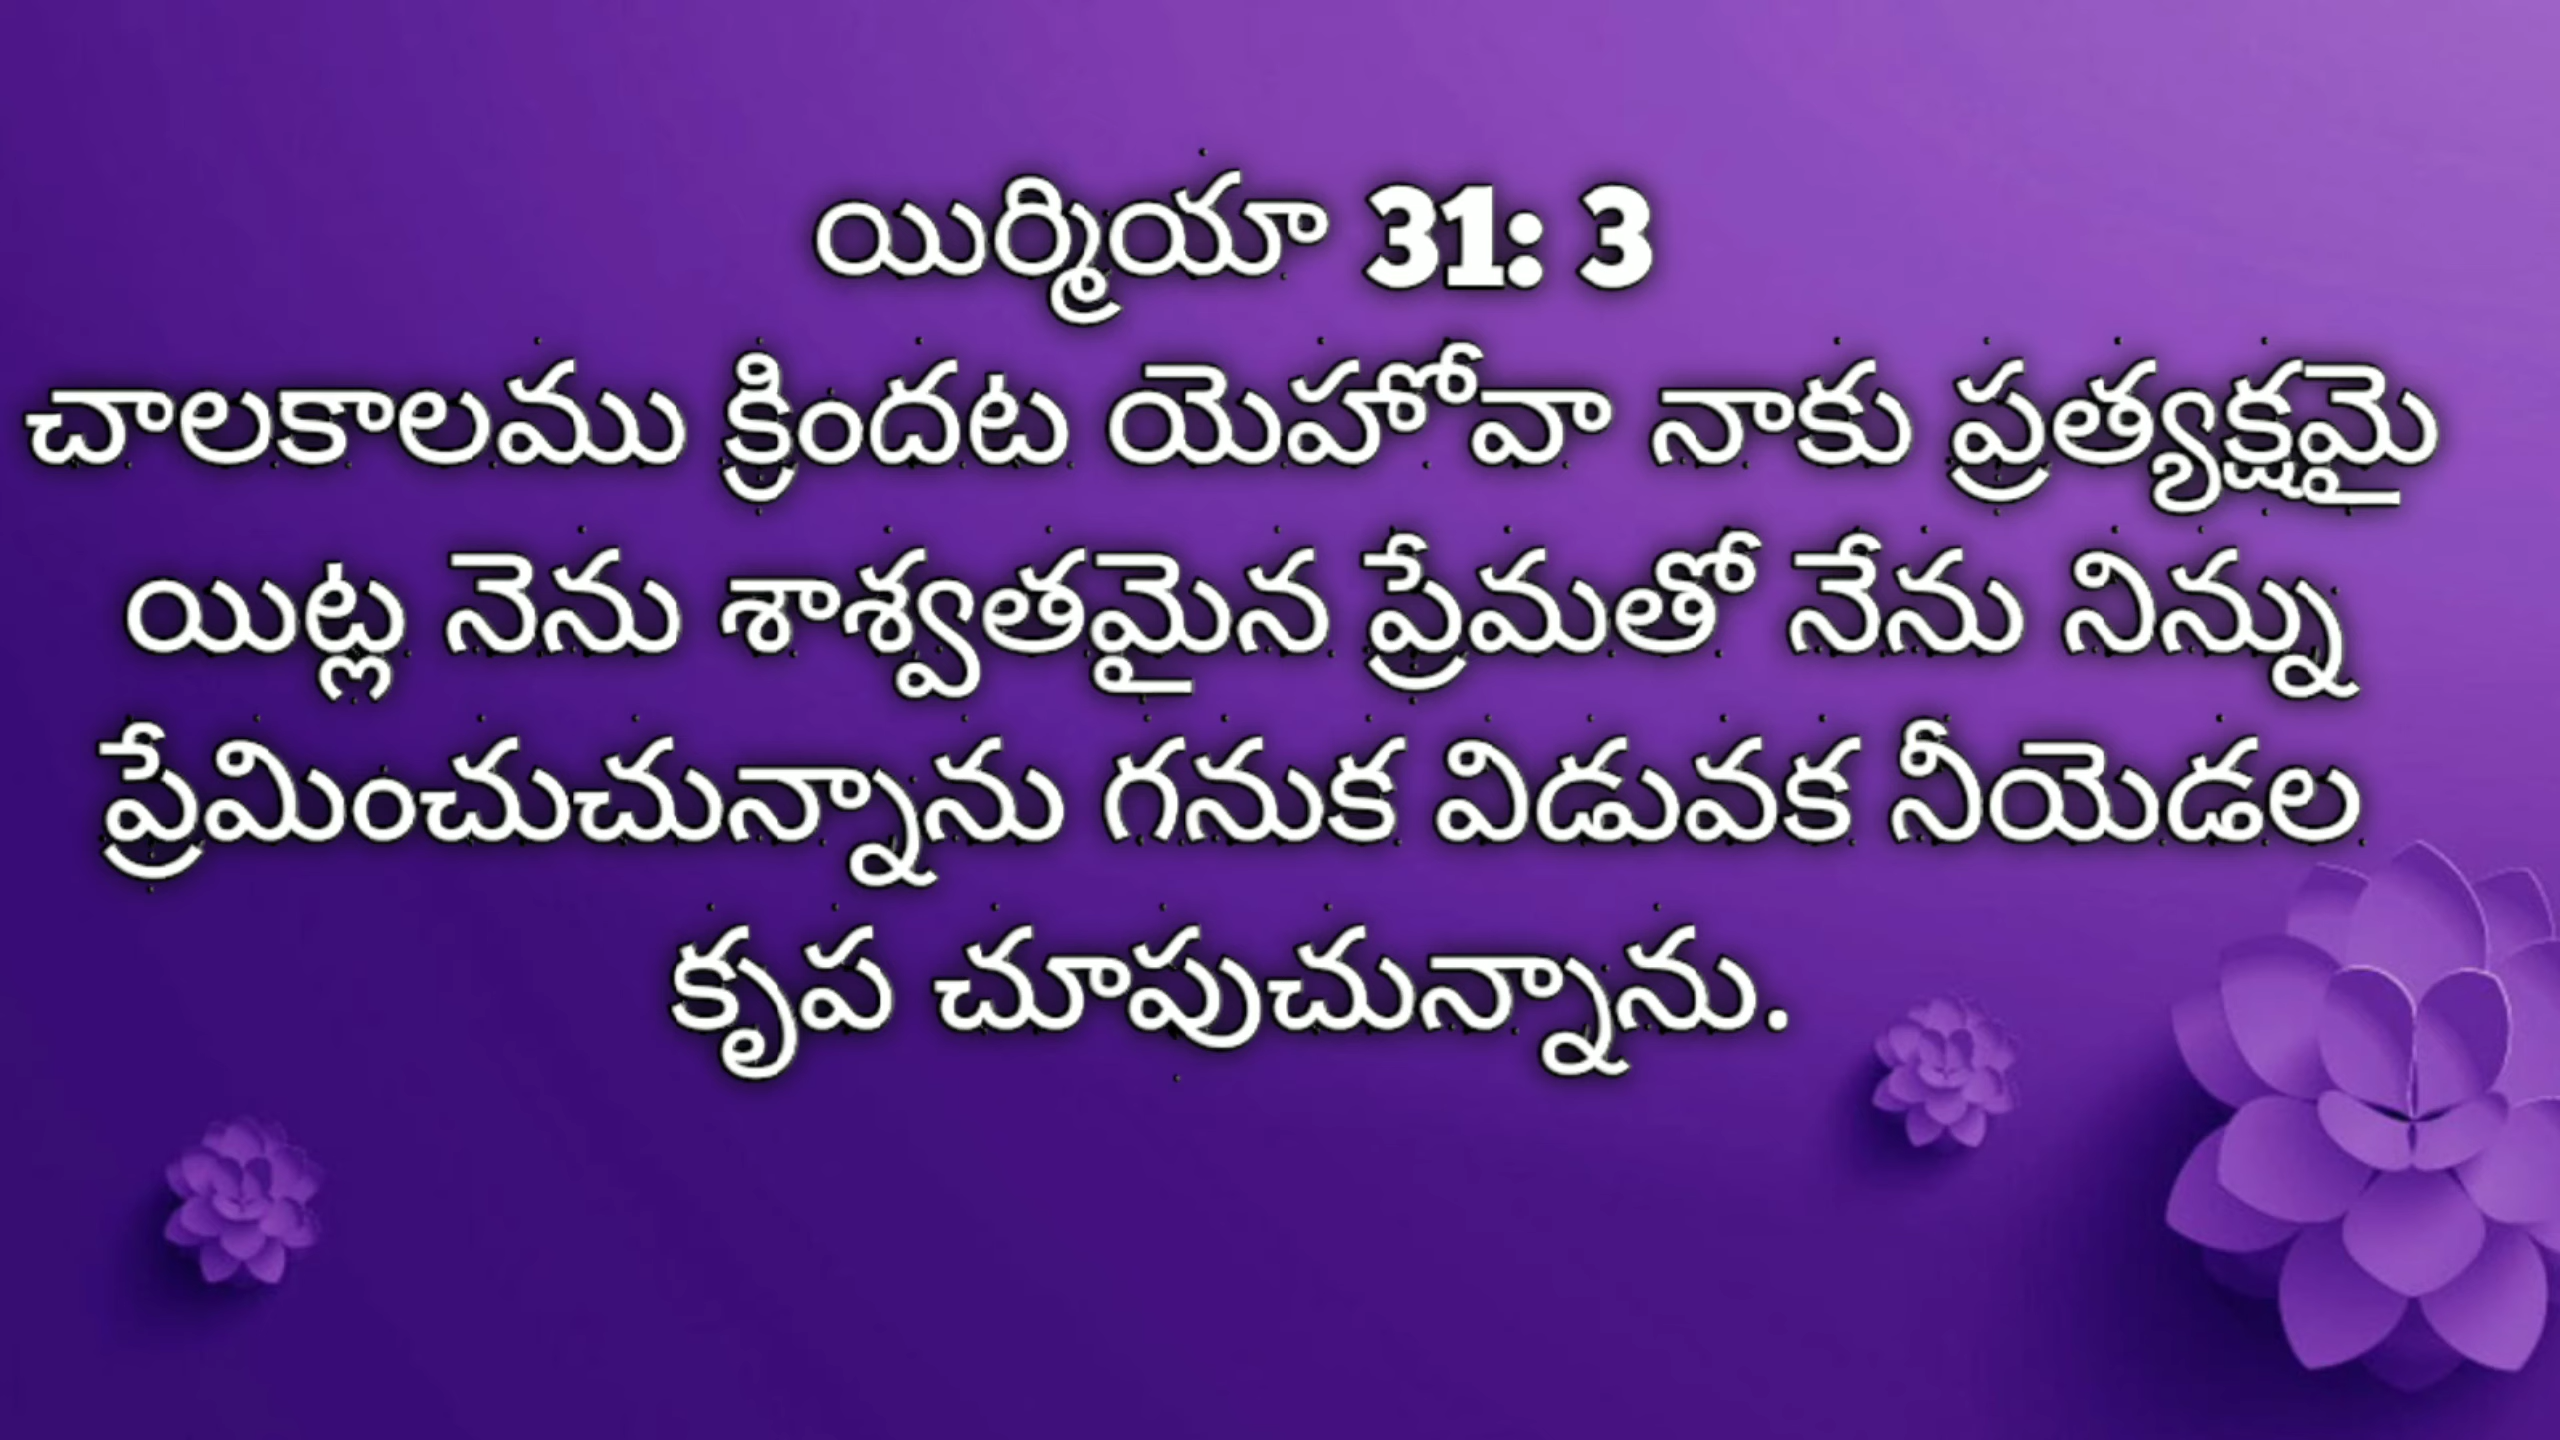 యిర్మియా 31: 3
చాలకాలము క్రిందట యెహోవా నాకు ప్రత్యక్షమై
యిట్ల నెను శాశ్వతమైన ప్రేమతో నేను నిన్ను
ప్రేమించుచున్నాను గనుక విడువక నీయెడల
కృప చూపుచున్నాను.